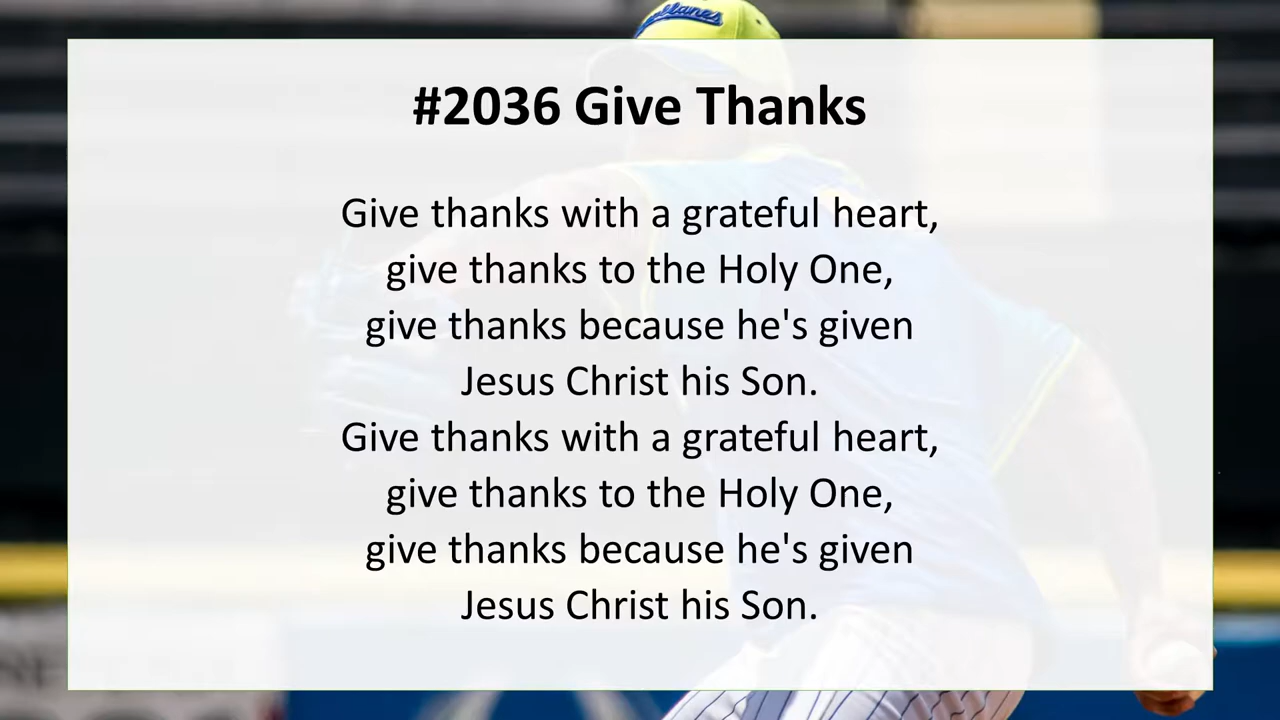 #2036 Give Thanks
Give thanks with a grateful heart,
give thanks to the Holy One,
give thanks because he's given
Jesus Christ his Son.
Give thanks with a grateful heart,
give thanks to the Holy One,
give thanks because he's given
Jesus Christ his Son.